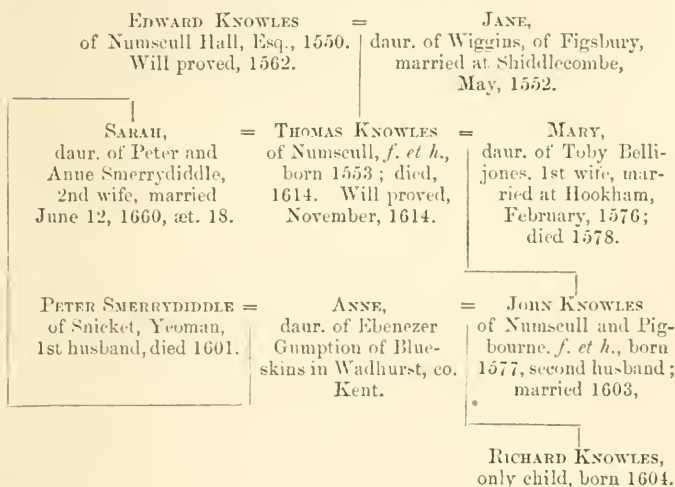 EDWARD KNOWLES = JANE,
of Numscull Hall, Esq., 1550. daur. of Wiggins, of Figsbury,
Will proved, 1562. married at Shiddlecombe,
May, 1552.
SARAH, = THOMAS KNOWLES = MARY,
daur. of Peter and of Numscull, f. et h., daur. of Toby Belli-
Anne Smerrydiddle, born 1553 ; died, jones, 1st wife, mar-
2nd wife, married 1614. Will proved, ried at Hookham,
June 12, 1660, æt. 18. November, 1614. February, 1576;
died 1578.
PETER SMERRYDIDDLE = ANNE, = JOHN KNOWLES
of Snicket, Yeoman, daur. of Ebenezer of Numscull and Pig-
1st husband, died 1601. Gumption of Blue- bourne, f. et h., born
skins in Wadhurst, co. 1577, second husband;
Kent. married 1603,
RICHARD KNOWLES,
only child, born 1604.